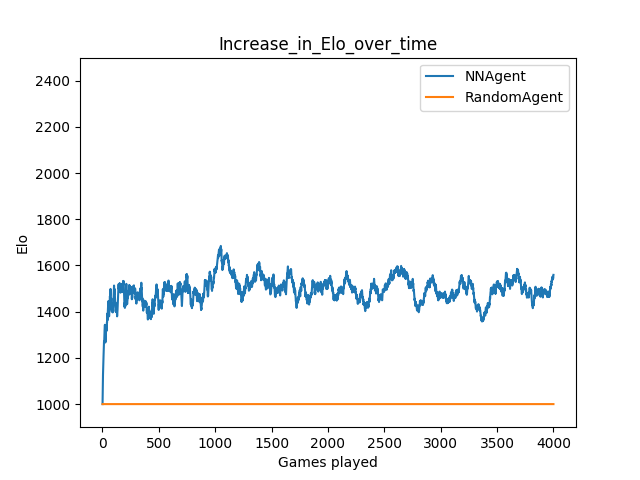 Increase_in_Elo_over_time
NNAgent
RandomAgent
2400
2200
2000
1800
1600
1400
1200
1000
Elo
0 500 1000 1500 2000 2500 3000 3500 4000
Games played